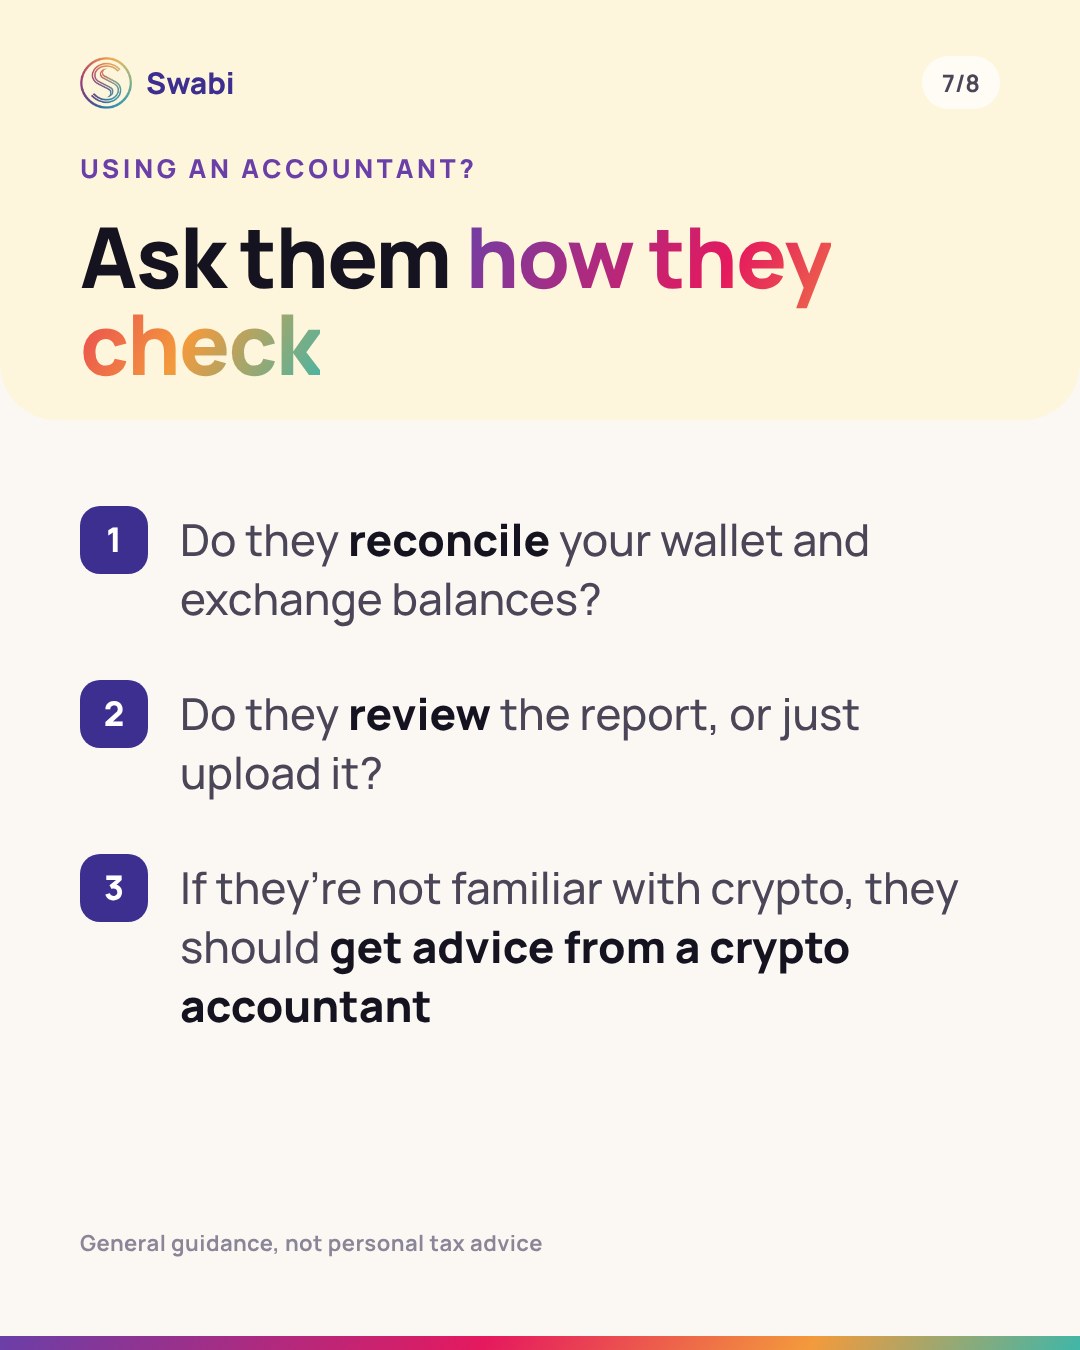 Swabi
7/8
USING AN ACCOUNTANT?
Ask them how they
check
1
Do they reconcile your wallet and
exchange balances?
2
Do they review the report, or just
upload it?
3
If they’re not familiar with crypto, they
should get advice from a crypto
accountant
General guidance, not personal tax advice